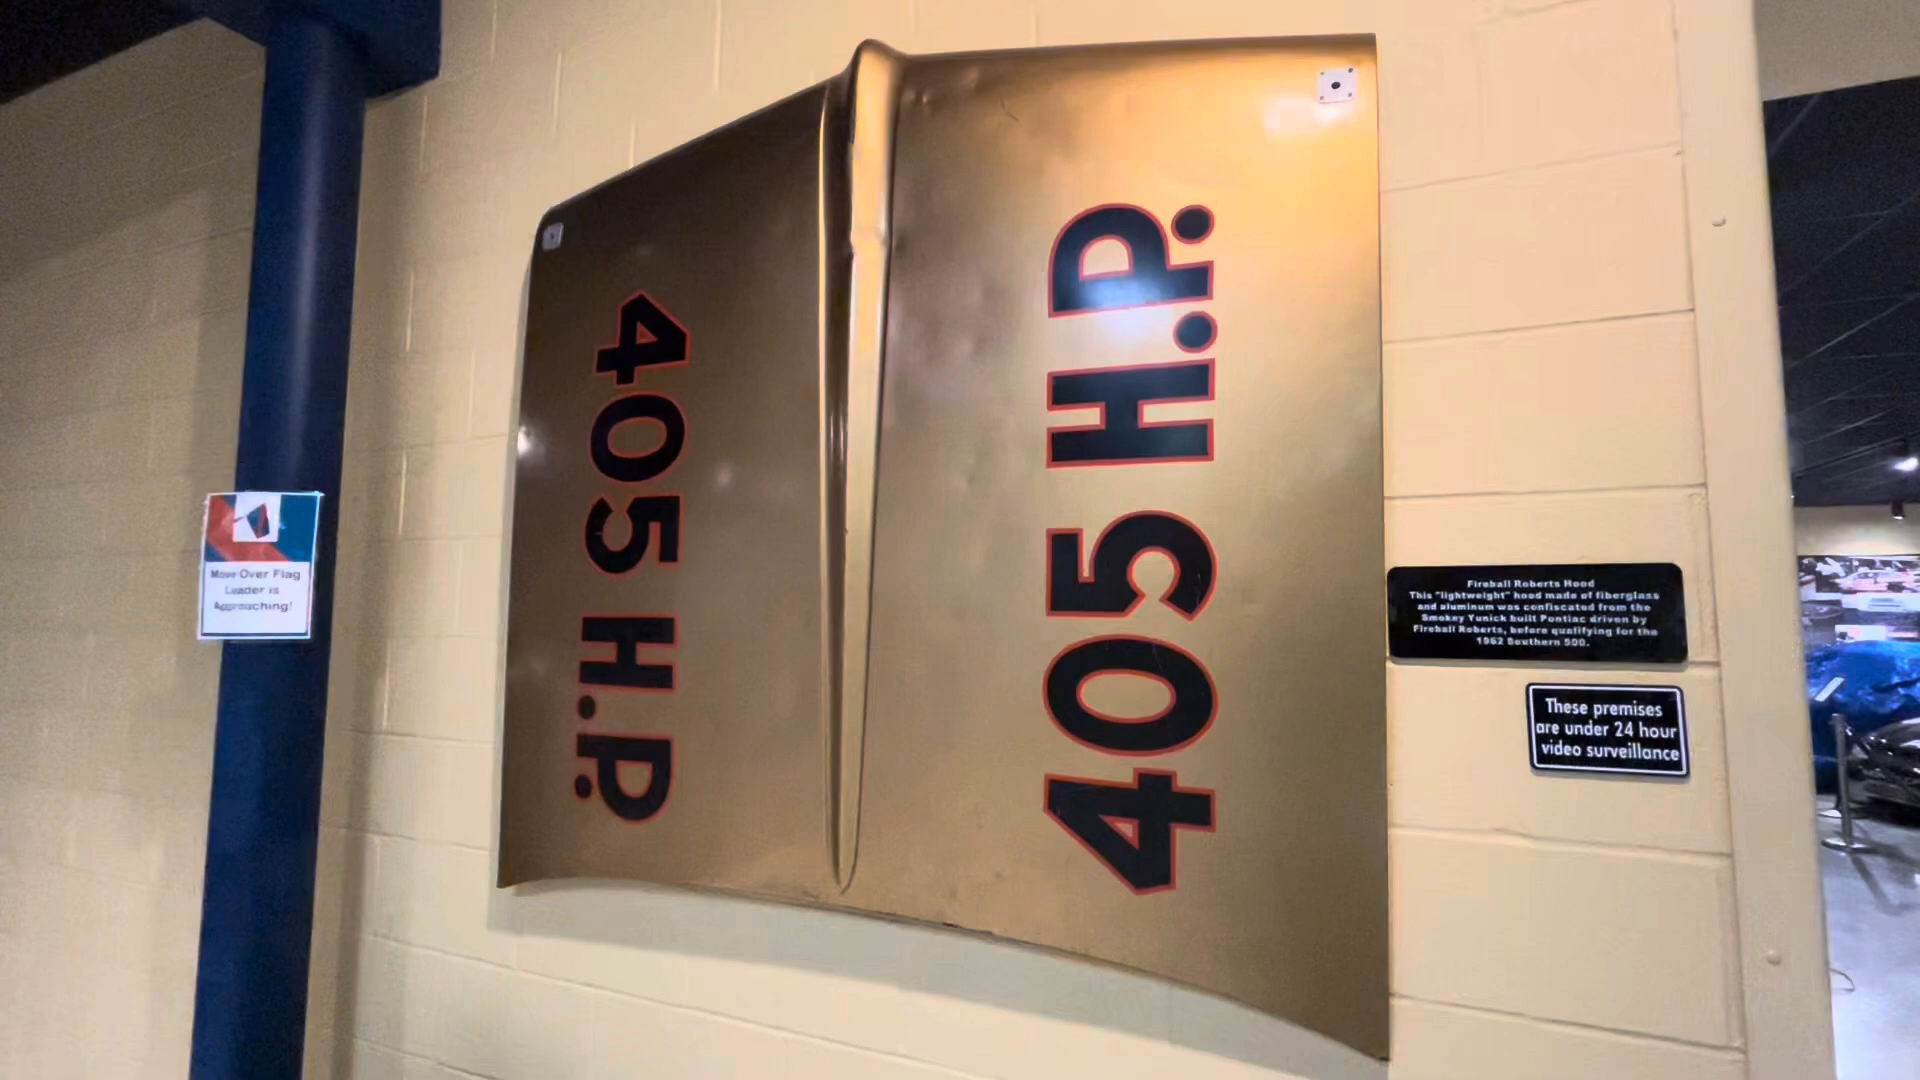 Move Over Flag
Leader is
Approaching!
405 H.P.
405 H.P.
Fireball Roberts Hood
This "lightweight" hood made of fiberglass
and aluminum was confiscated from the
Smokey Yunick built Pontiac driven by
Fireball Roberts, before qualifying for the
1962 Southern 500.
These premises
are under 24 hour
video surveillance